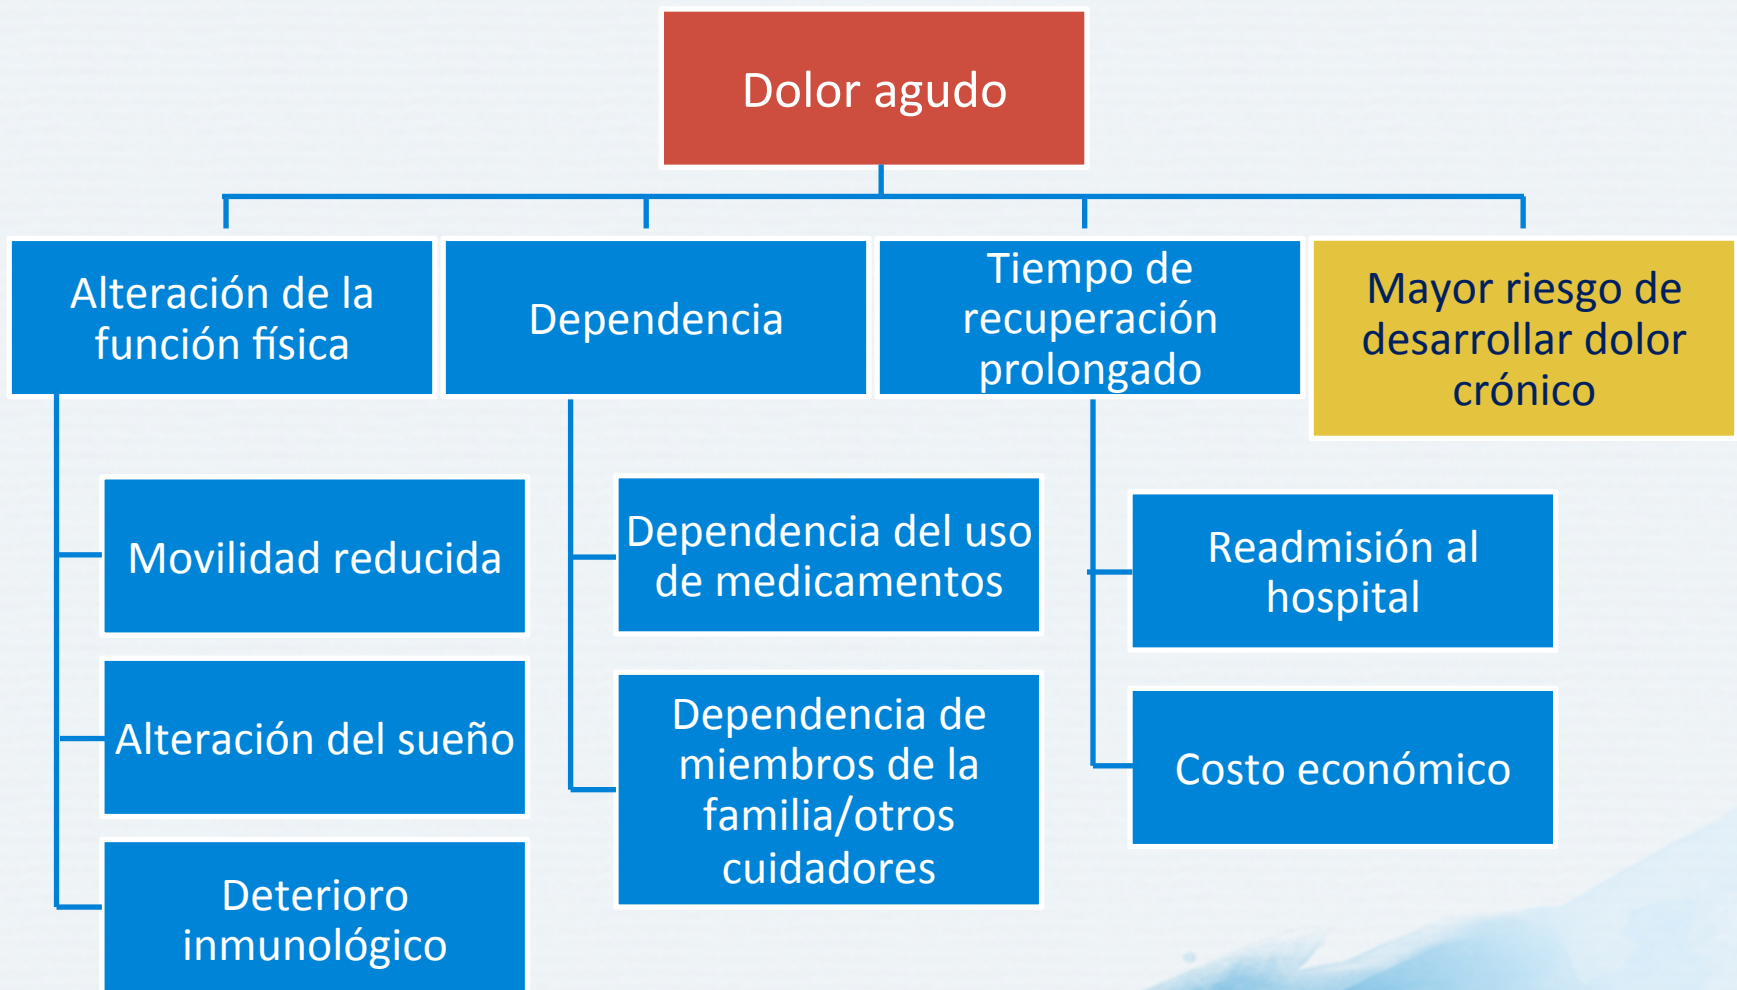 Dolor agudo
Alteración de la
función física
Dependencia
Tiempo de
recuperación
prolongado
Mayor riesgo de
desarrollar dolor
crónico
Movilidad reducida
Alteración del sueño
Deterioro
inmunológico
Dependencia del uso
de medicamentos
Dependencia de
miembros de la
familia/otros
cuidadores
Readmisión al
hospital
Costo económico